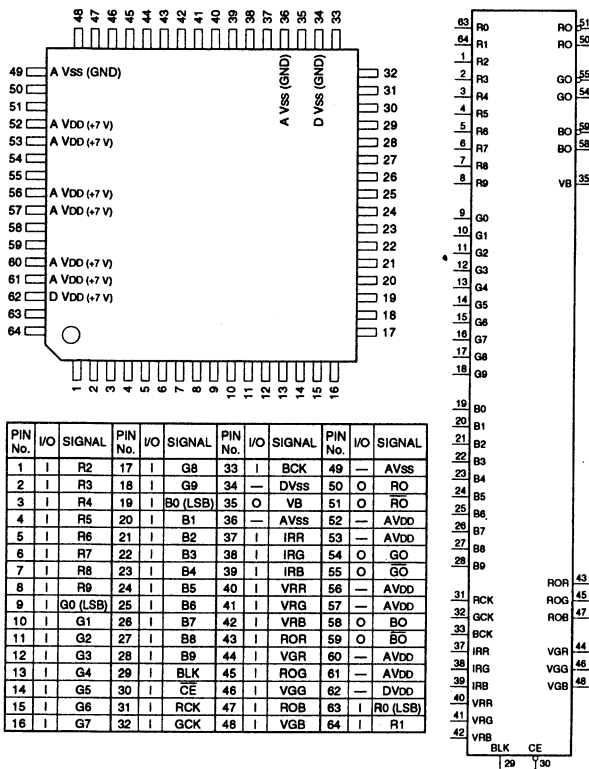 48 47 46 45 44 43 42 41 40 39 38 37 36 35 34 33
49 A Vss (GND)
50
51
52 A VDD (+7 V)
53 A VDD (+7 V)
54
55
56 A VDD (+7 V)
57 A VDD (+7 V)
58
59
60 A VDD (+7 V)
61 A VDD (+7 V)
62 D VDD (+7 V)
63
64
A Vss (GND)
D Vss (GND)
32
31
30
29
28
27
26
25
24
23
22
21
20
19
18
17
1 2 3 4 5 6 7 8 9 10 11 12 13 14 15 16
PIN No. I/O SIGNAL PIN No. I/O SIGNAL PIN No. I/O SIGNAL PIN No. I/O SIGNAL
1 I R2 17 I G8 33 I BCK 49 — AVss
2 I R3 18 I G9 34 — DVss 50 O RO
3 I R4 19 I B0 (LSB) 35 O VB 51 O R̅O̅
4 I R5 20 I B1 36 — AVss 52 — AVDD
5 I R6 21 I B2 37 I IRR 53 — AVDD
6 I R7 22 I B3 38 I IRG 54 O GO
7 I R8 23 I B4 39 I IRB 55 O G̅O̅
8 I R9 24 I B5 40 I VRR 56 — AVDD
9 I G0 (LSB) 25 I B6 41 I VRG 57 — AVDD
10 I G1 26 I B7 42 I VRB 58 O BO
11 I G2 27 I B8 43 I ROR 59 O B̅O̅
12 I G3 28 I B9 44 I VGR 60 — AVDD
13 I G4 29 I BLK 45 I ROG 61 — AVDD
14 I G5 30 I C̅E̅ 46 I VGG 62 — DVDD
15 I G6 31 I RCK 47 I ROB 63 I R0 (LSB)
16 I G7 32 I GCK 48 I VGB 64 I R1
63 R0 RO 51
64 R1 RO 50
1 R2
2 R3 GO 55
3 R4 GO 54
4 R5
5 R6 BO 59
6 R7 BO 58
7 R8
8 R9 VB 35
9 G0
10 G1
11 G2
12 G3
13 G4
14 G5
15 G6
16 G7
17 G8
18 G9
19 B0
20 B1
21 B2
22 B3
23 B4
24 B5
25 B6
26 B7
27 B8
28 B9
ROR 43
31 RCK ROG 45
32 GCK ROB 47
33 BCK
37 IRR VGR 44
38 IRG VGG 46
39 IRB VGB 48
40 VRR
41 VRG
42 VRB
BLK CE
29 30